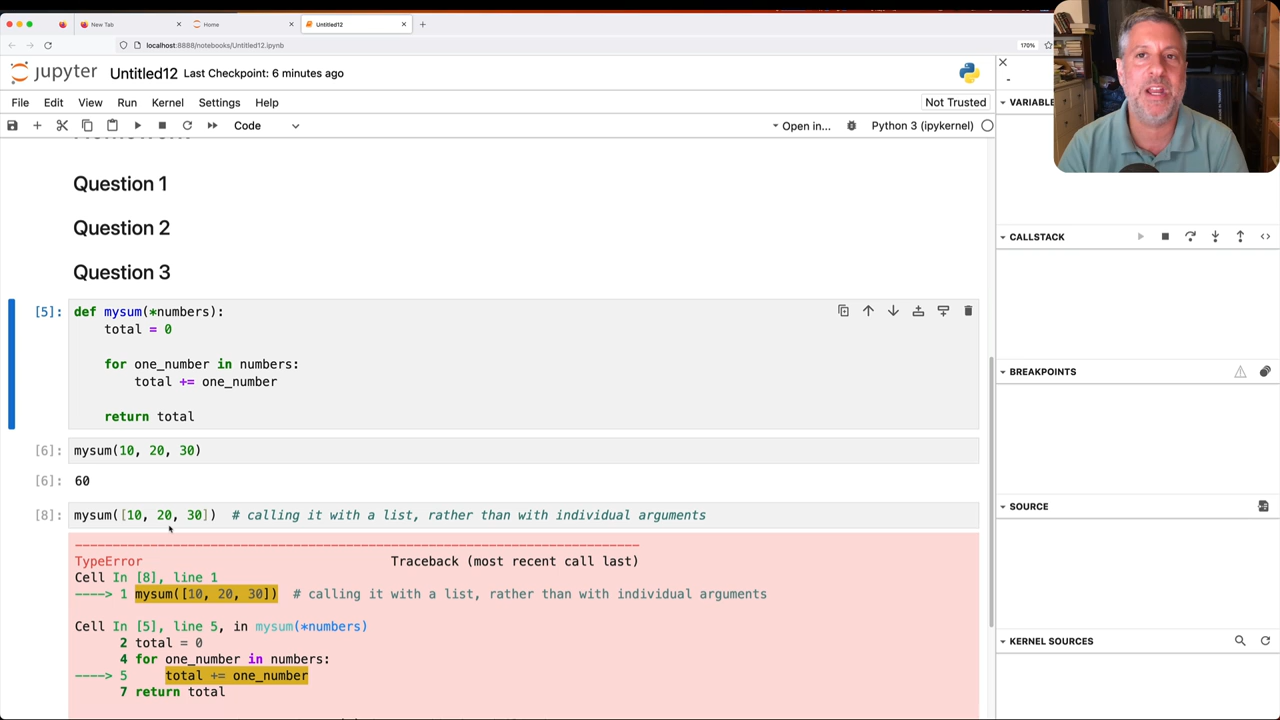 New Tab
Home
Untitled12
localhost:8888/notebooks/Untitled12.ipynb
170%
jupyter Untitled12 Last Checkpoint: 6 minutes ago
File Edit View Run Kernel Settings Help
Not Trusted
Code
Open in...
Python 3 (ipykernel)
VARIABLE
CALLSTACK
BREAKPOINTS
SOURCE
KERNEL SOURCES
Question 1
Question 2
Question 3
[5]: def mysum(*numbers):
total = 0
for one_number in numbers:
total += one_number
return total
[6]: mysum(10, 20, 30)
[6]: 60
[8]: mysum([10, 20, 30]) # calling it with a list, rather than with individual arguments
---------------------------------------------------------------------------
TypeError Traceback (most recent call last)
Cell In [8], line 1
----> 1 mysum([10, 20, 30]) # calling it with a list, rather than with individual arguments
Cell In [5], line 5, in mysum(*numbers)
2 total = 0
4 for one_number in numbers:
----> 5 total += one_number
7 return total